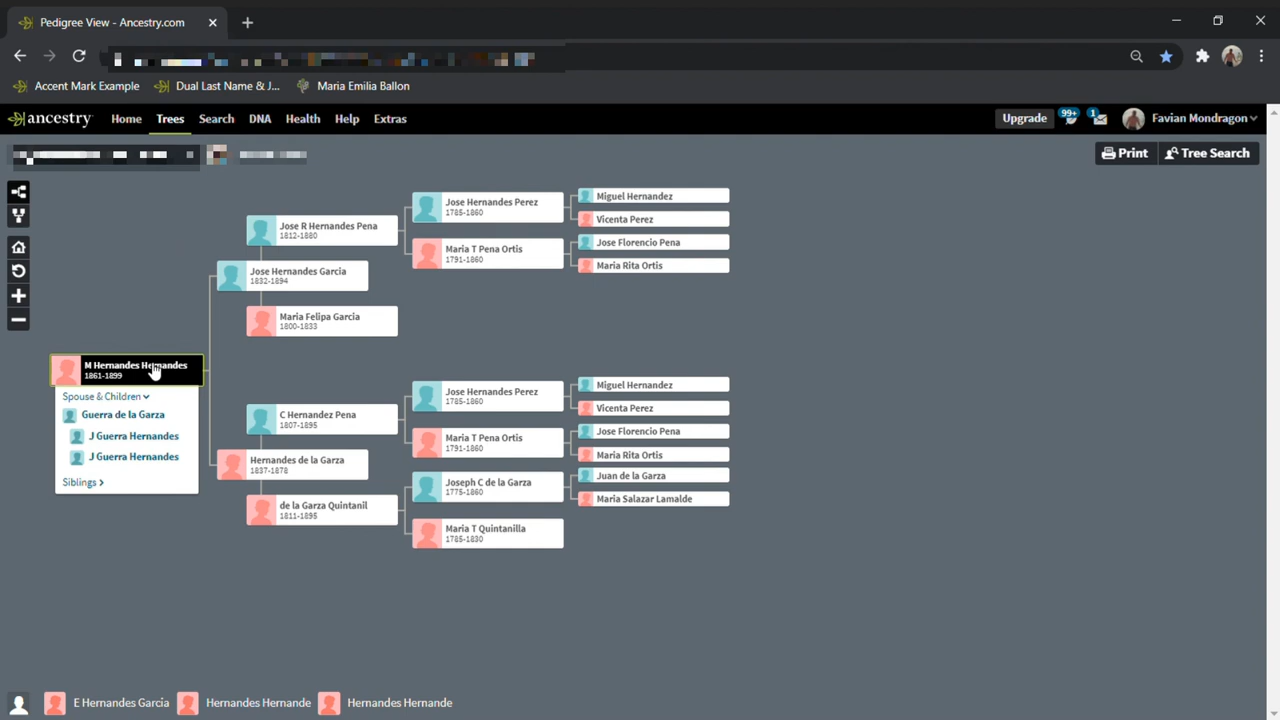 Pedigree View - Ancestry.com
Accent Mark Example
Dual Last Name & J...
Maria Emilia Ballon
ancestry
Home
Trees
Search
DNA
Health
Help
Extras
Upgrade
99+
1
Favian Mondragon
Print
Tree Search
Jose Hernandes Perez
1785-1860
Miguel Hernandez
Vicenta Perez
Jose R Hernandes Pena
1812-1880
Maria T Pena Ortis
1791-1860
Jose Florencio Pena
Maria Rita Ortis
Jose Hernandes Garcia
1832-1894
Maria Felipa Garcia
1800-1833
M Hernandes Hernandes
1861-1899
Spouse & Children
Guerra de la Garza
J Guerra Hernandes
J Guerra Hernandes
Siblings
Jose Hernandes Perez
1785-1860
Miguel Hernandez
Vicenta Perez
C Hernandez Pena
1807-1895
Maria T Pena Ortis
1791-1860
Jose Florencio Pena
Maria Rita Ortis
Hernandes de la Garza
1837-1878
Joseph C de la Garza
1775-1860
Juan de la Garza
Maria Salazar Lamalde
de la Garza Quintanil
1811-1895
Maria T Quintanilla
1785-1830
E Hernandes Garcia
Hernandes Hernande
Hernandes Hernande